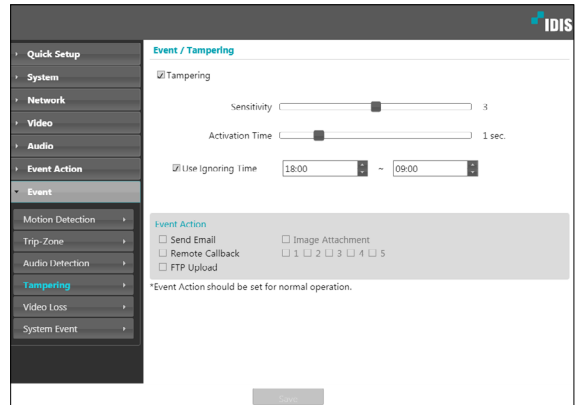 IDIS
Quick Setup
System
Network
Video
Audio
Event Action
Event
Motion Detection
Trip-Zone
Audio Detection
Tampering
Video Loss
System Event
Event / Tampering
Tampering
Sensitivity 3
Activation Time 1 sec.
Use Ignoring Time 18:00 ~ 09:00
Event Action
Send Email Image Attachment
Remote Callback 1 2 3 4 5
FTP Upload
*Event Action should be set for normal operation.
Save